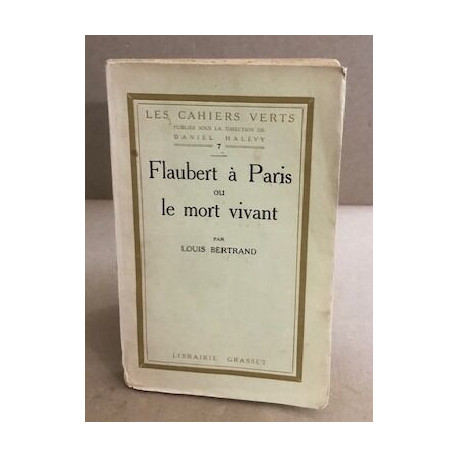 LES CAHIERS VERTS
PUBLIÉS SOUS LA DIRECTION DE
DANIEL HALÉVY
7
Flaubert à Paris
ou
le mort vivant
PAR
LOUIS BERTRAND
LIBRAIRIE GRASSET